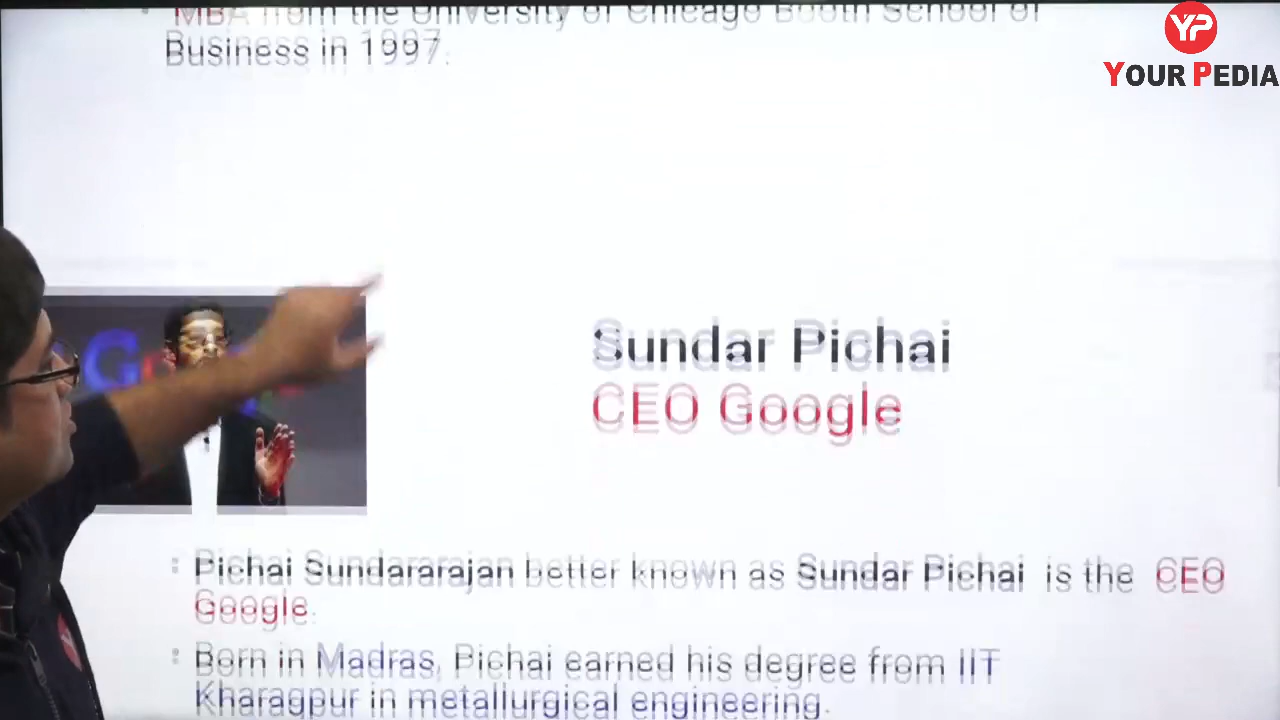 MBA from the University of Chicago Booth School of
Business in 1997.
YP
YOUR PEDIA
Google
Sundar Pichai
CEO Google
Pichai Sundararajan better known as Sundar Pichai is the CEO
Google.
Born in Madras, Pichai earned his degree from IIT
Kharagpur in metallurgical engineering.